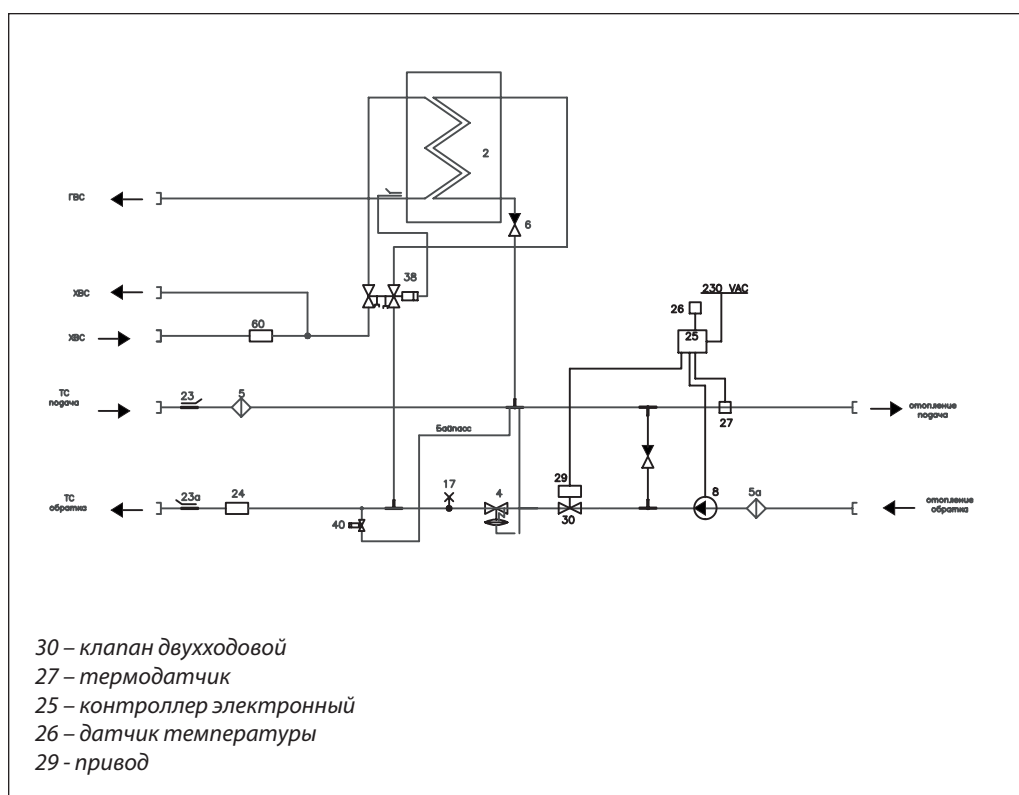 2
ГВС
6
ХВС
38
230 VAC
26
60
25
ХВС
ТС
подача
23
5
27
отопление
подача
Байпасс
ТС
обратка
23а
24
17
4
29
8
5а
отопление
обратка
40
30
30 – клапан двухходовой
27 – термодатчик
25 – контроллер электронный
26 – датчик температуры
29 - привод